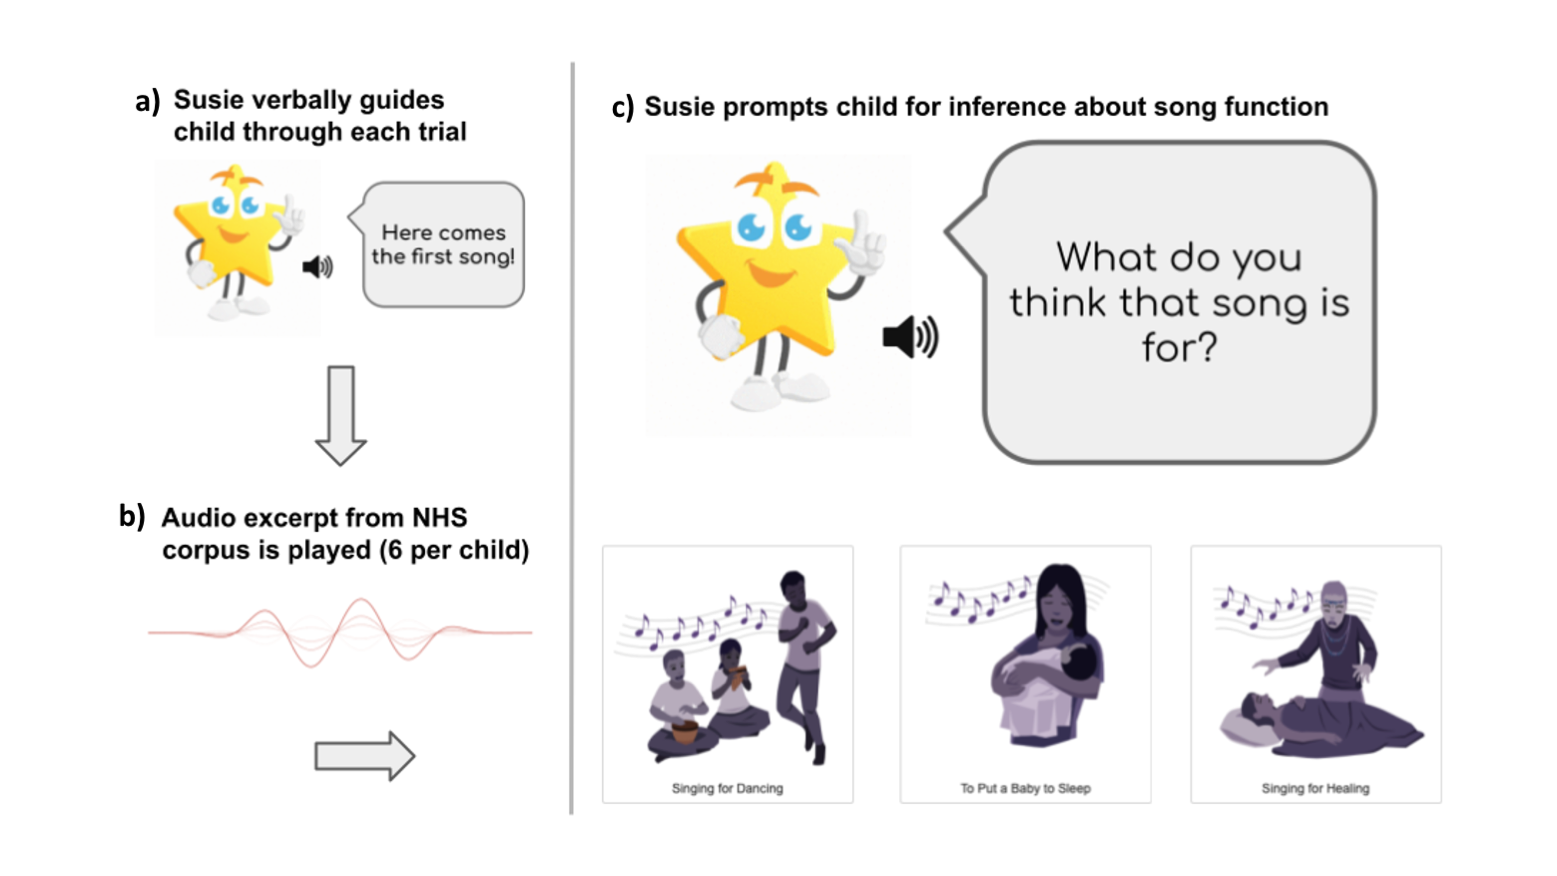 a) Susie verbally guides
child through each trial
Here comes
the first song!
b) Audio excerpt from NHS
corpus is played (6 per child)
c) Susie prompts child for inference about song function
What do you
think that song is
for?
Singing for Dancing
To Put a Baby to Sleep
Singing for Healing